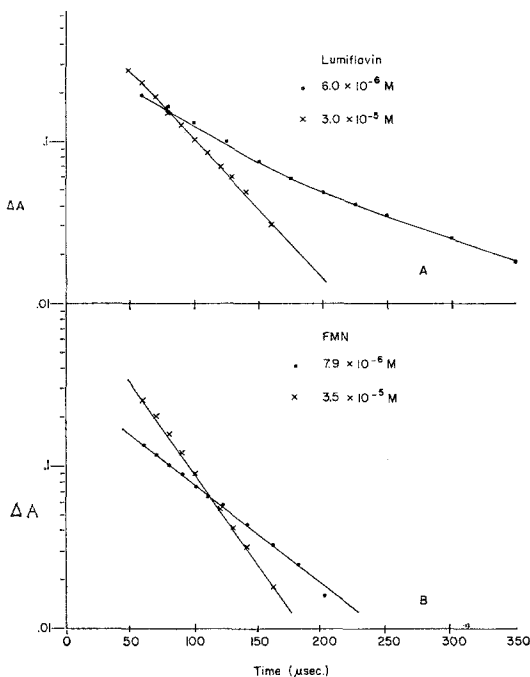 Lumiflavin
• 6.0 × 10⁻⁶ M
× 3.0 × 10⁻⁵ M
.1
ΔA
A
.01
FMN
• 7.9 × 10⁻⁶ M
× 3.5 × 10⁻⁵ M
.1
ΔA
B
.01
0 50 100 150 200 250 300 350
Time (μsec.)